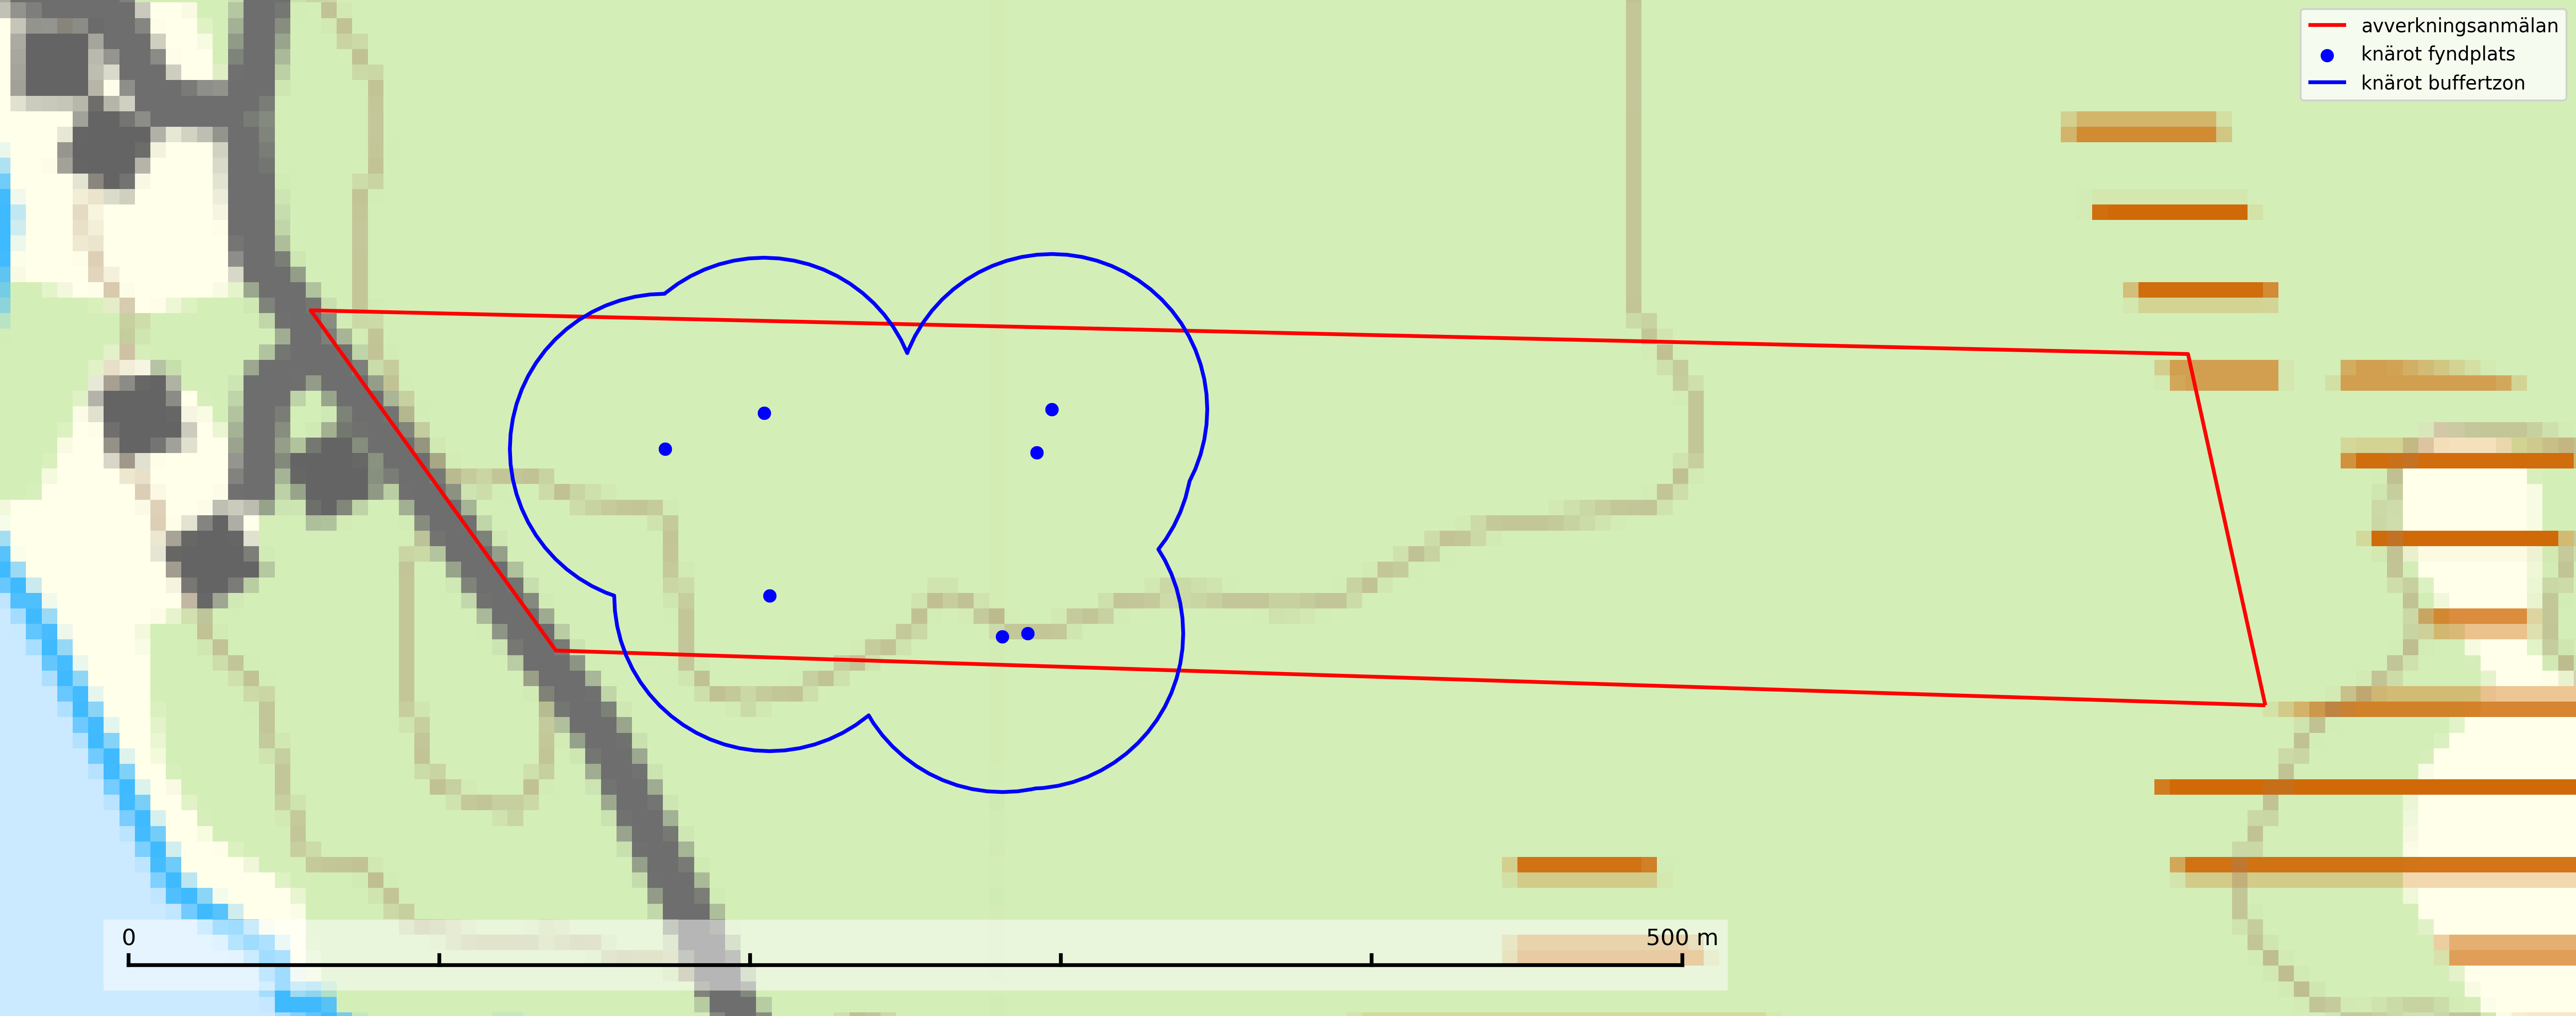 avverkningsanmälan
knärot fyndplats
knärot buffertzon
0
500 m